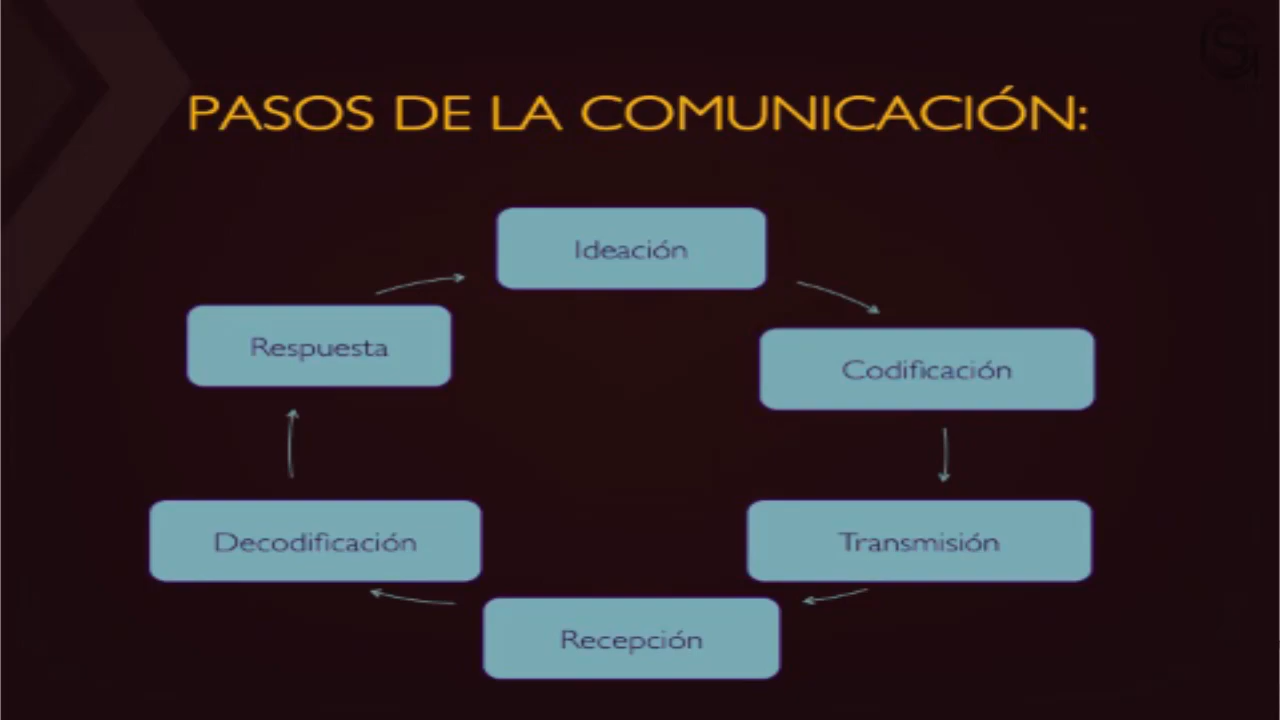 PASOS DE LA COMUNICACIÓN:
Ideación
Codificación
Transmisión
Recepción
Decodificación
Respuesta